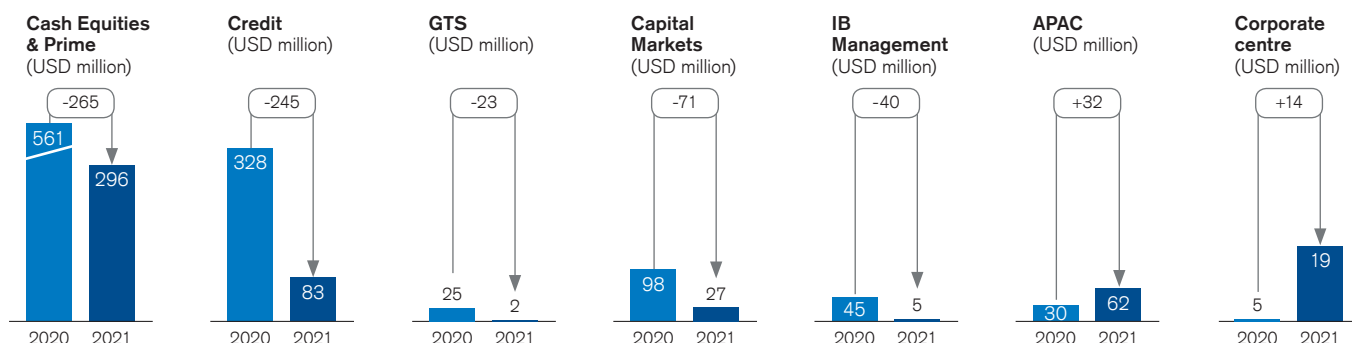 Cash Equities
& Prime
(USD million)
-265
561
296
2020 2021
Credit
(USD million)
-245
328
83
2020 2021
GTS
(USD million)
-23
25
2
2020 2021
Capital
Markets
(USD million)
-71
98
27
2020 2021
IB
Management
(USD million)
-40
45
5
2020 2021
APAC
(USD million)
+32
30
62
2020 2021
Corporate
centre
(USD million)
+14
5
19
2020 2021